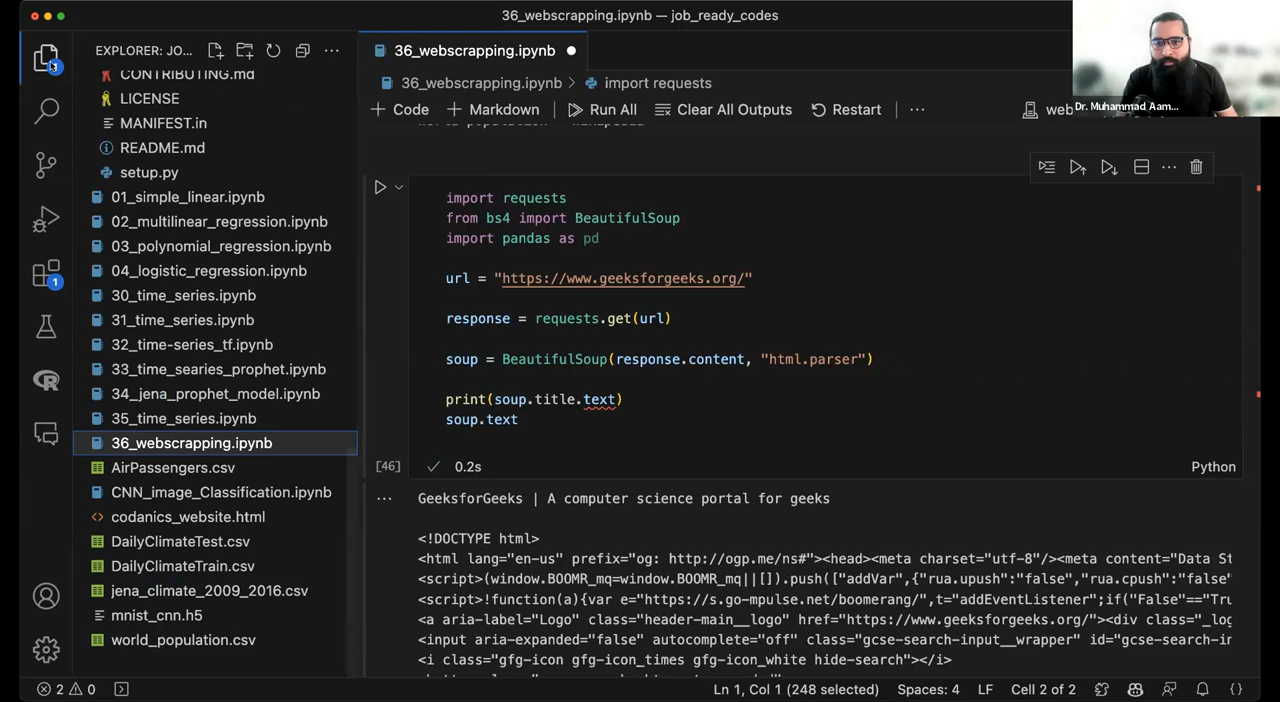 36_webscrapping.ipynb — job_ready_codes
EXPLORER: JO...
36_webscrapping.ipynb
CONTRIBUTING.md
LICENSE
MANIFEST.in
README.md
setup.py
01_simple_linear.ipynb
02_multilinear_regression.ipynb
03_polynomial_regression.ipynb
04_logistic_regression.ipynb
30_time_series.ipynb
31_time_series.ipynb
32_time-series_tf.ipynb
33_time_searies_prophet.ipynb
34_jena_prophet_model.ipynb
35_time_series.ipynb
36_webscrapping.ipynb
AirPassengers.csv
CNN_image_Classification.ipynb
codanics_website.html
DailyClimateTest.csv
DailyClimateTrain.csv
jena_climate_2009_2016.csv
mnist_cnn.h5
world_population.csv
1
36_webscrapping.ipynb > import requests
+ Code + Markdown Run All Clear All Outputs Restart ...
web
Dr. Muhammad Aam...
import requests
from bs4 import BeautifulSoup
import pandas as pd
url = "https://www.geeksforgeeks.org/"
response = requests.get(url)
soup = BeautifulSoup(response.content, "html.parser")
print(soup.title.text)
soup.text
[46] 0.2s Python
GeeksforGeeks | A computer science portal for geeks
<!DOCTYPE html>
<html lang="en-us" prefix="og: http://ogp.me/ns#"><head><meta charset="utf-8"/><meta content="Data St
<script>(window.BOOMR_mq=window.BOOMR_mq||[]).push(["addVar",{"rua.upush":"false","rua.cpush":"false"
<script>!function(a){var e="https://s.go-mpulse.net/boomerang/",t="addEventListener";if("False"=="Tru
<a aria-label="Logo" class="header-main__logo" href="https://www.geeksforgeeks.org/"><div class="_log
<input aria-expanded="false" autocomplete="off" class="gcse-search-input__wrapper" id="gcse-search-in
<i class="gfg-icon gfg-icon_times gfg-icon_white hide-search"></i>
2 0
Ln 1, Col 1 (248 selected) Spaces: 4 LF Cell 2 of 2